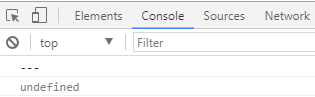 Elements Console Sources Network
top Filter
---
undefined